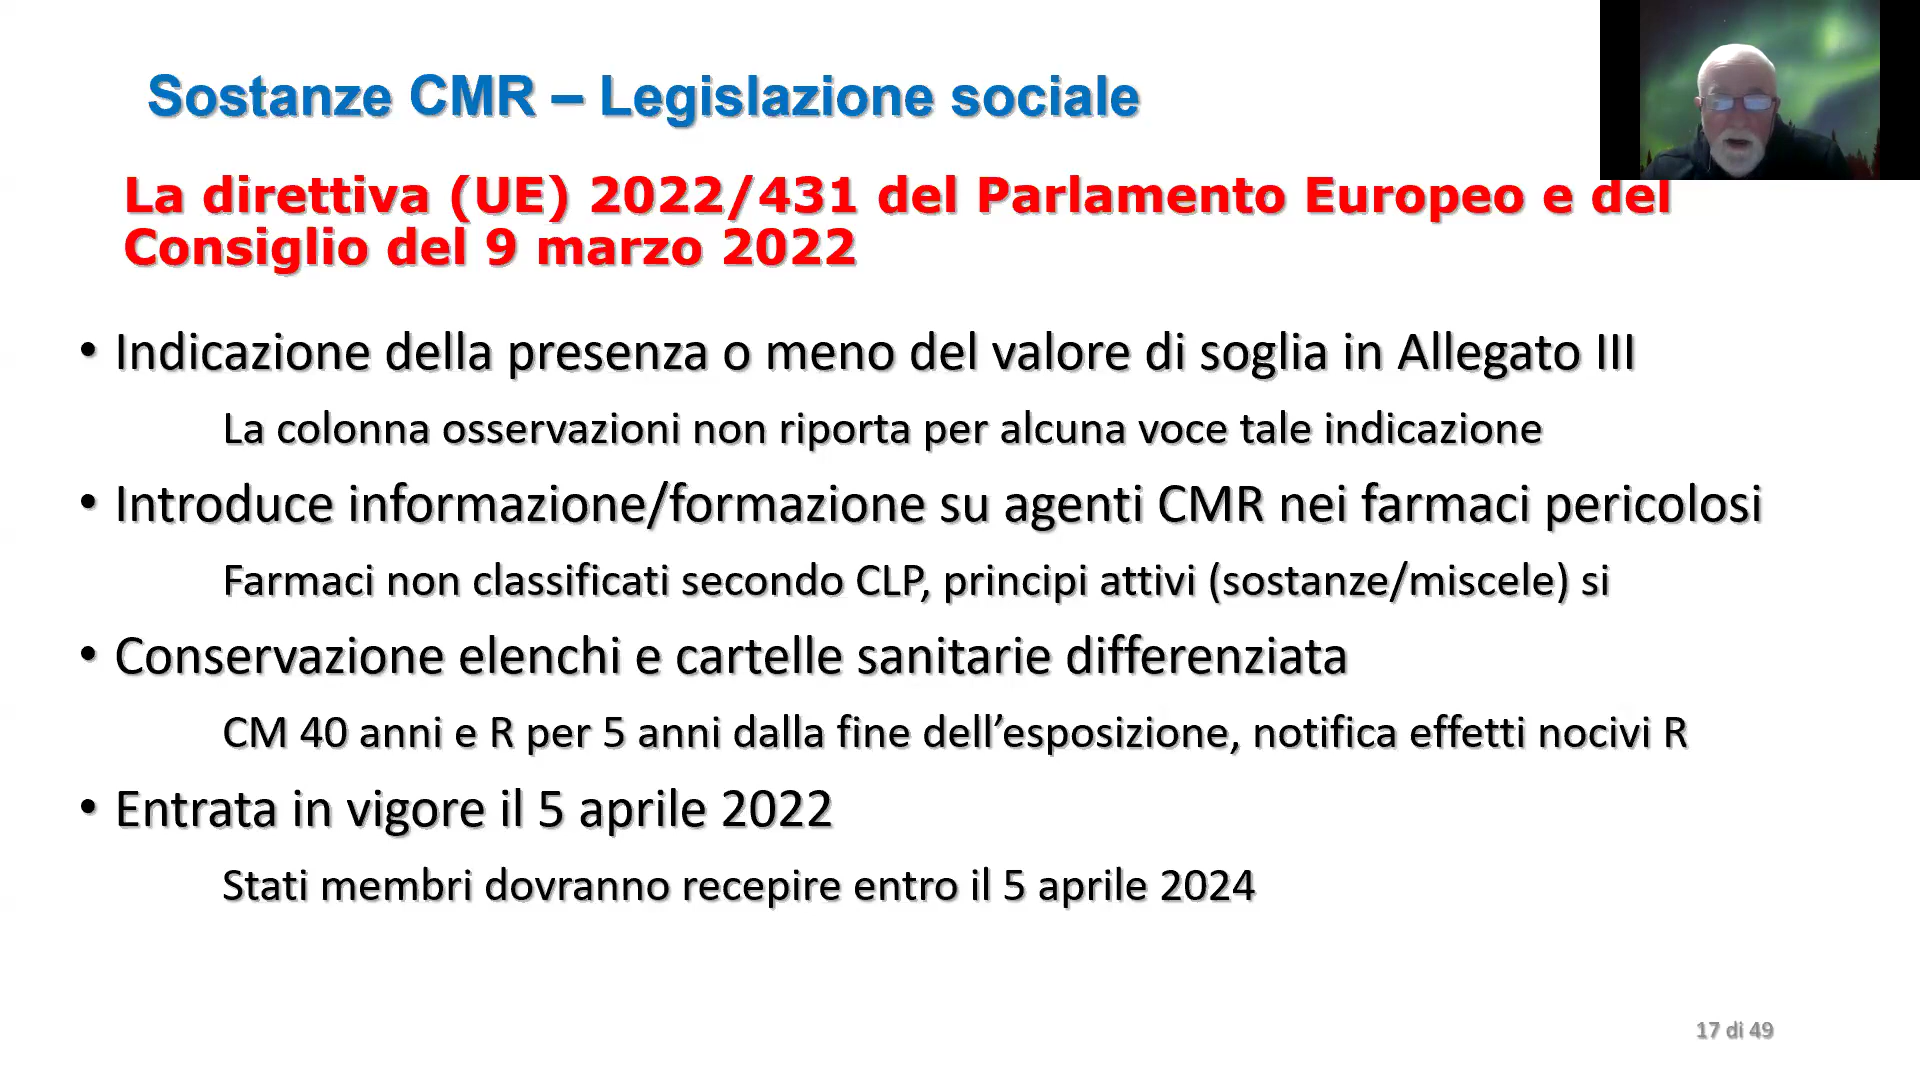 Sostanze CMR – Legislazione sociale
La direttiva (UE) 2022/431 del Parlamento Europeo e del
Consiglio del 9 marzo 2022
• Indicazione della presenza o meno del valore di soglia in Allegato III
La colonna osservazioni non riporta per alcuna voce tale indicazione
• Introduce informazione/formazione su agenti CMR nei farmaci pericolosi
Farmaci non classificati secondo CLP, principi attivi (sostanze/miscele) si
• Conservazione elenchi e cartelle sanitarie differenziata
CM 40 anni e R per 5 anni dalla fine dell’esposizione, notifica effetti nocivi R
• Entrata in vigore il 5 aprile 2022
Stati membri dovranno recepire entro il 5 aprile 2024
17 di 49